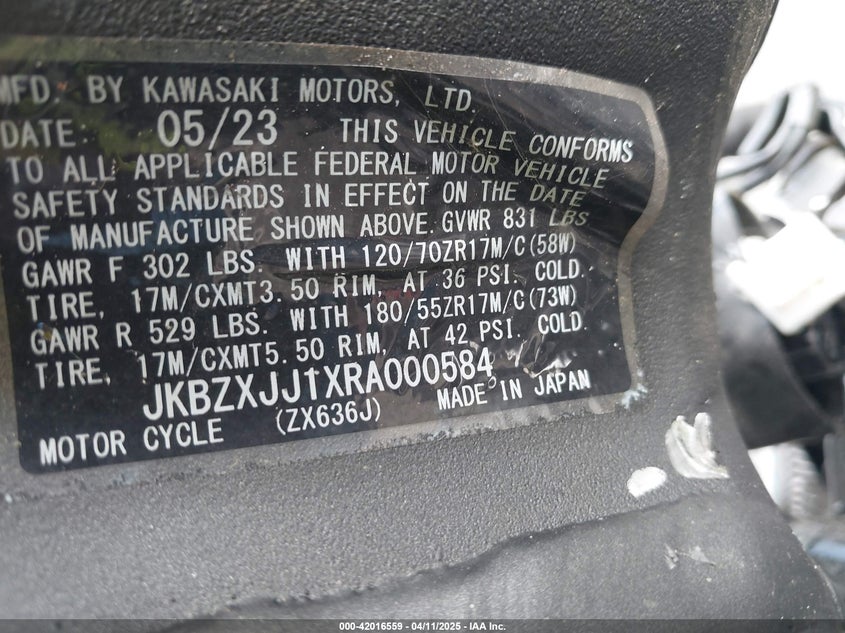 MFD. BY KAWASAKI MOTORS, LTD.
DATE: 05/23 THIS VEHICLE CONFORMS
TO ALL APPLICABLE FEDERAL MOTOR VEHICLE
SAFETY STANDARDS IN EFFECT ON THE DATE
OF MANUFACTURE SHOWN ABOVE. GVWR 831 LBS
GAWR F 302 LBS. WITH 120/70ZR17M/C(58W)
TIRE, 17M/CXMT3.50 RIM, AT 36 PSI. COLD.
GAWR R 529 LBS. WITH 180/55ZR17M/C(73W)
TIRE, 17M/CXMT5.50 RIM, AT 42 PSI. COLD.
JKBZXJJ1XRA000584
MOTOR CYCLE (ZX636J) MADE IN JAPAN
000-42016559 - 04/11/2025 - IAA Inc.